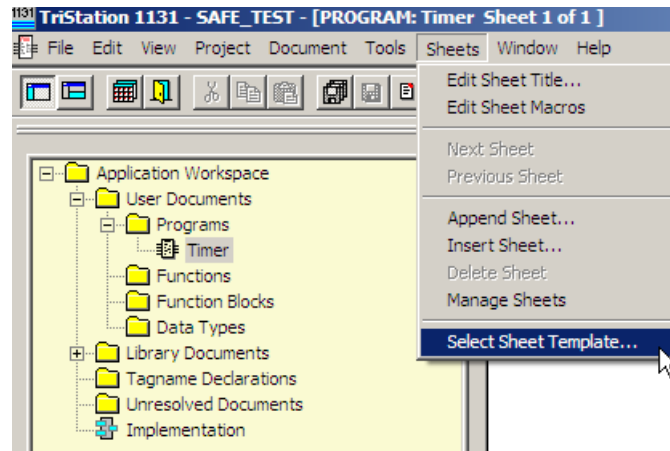 1131 TriStation 1131 - SAFE_TEST - [PROGRAM: Timer Sheet 1 of 1 ]
File Edit View Project Document Tools Sheets Window Help
Edit Sheet Title...
Edit Sheet Macros
Next Sheet
Previous Sheet
Append Sheet...
Insert Sheet...
Delete Sheet
Manage Sheets
Select Sheet Template...
Application Workspace
User Documents
Programs
Timer
Functions
Function Blocks
Data Types
Library Documents
Tagname Declarations
Unresolved Documents
Implementation